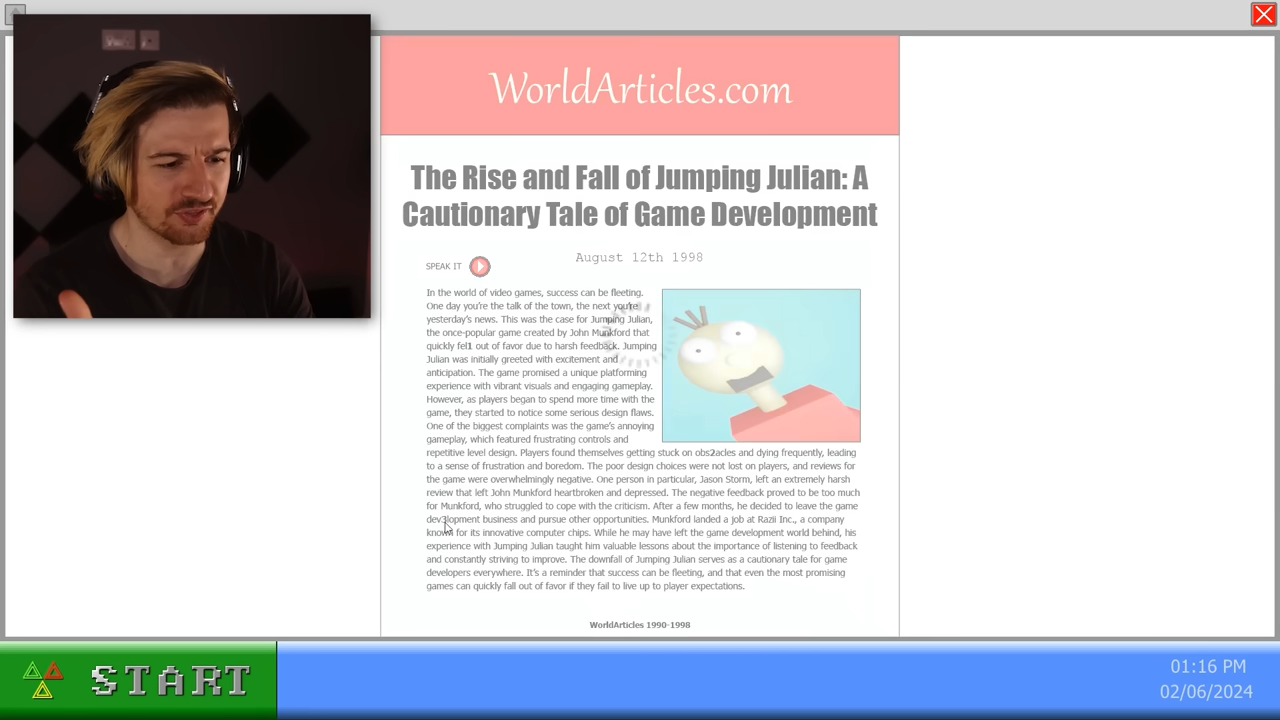 WorldArticles.com
The Rise and Fall of Jumping Julian: A
Cautionary Tale of Game Development
August 12th 1998
SPEAK IT
In the world of video games, success can be fleeting.
One day you're the talk of the town, the next you're
yesterday's news. This was the case for Jumping Julian,
the once-popular game created by John Munkford that
quickly fel1 out of favor due to harsh feedback. Jumping
Julian was initially greeted with excitement and
anticipation. The game promised a unique platforming
experience with vibrant visuals and engaging gameplay.
However, as players began to spend more time with the
game, they started to notice some serious design flaws.
One of the biggest complaints was the game's annoying
gameplay, which featured frustrating controls and
repetitive level design. Players found themselves getting stuck on obs2acles and dying frequently, leading
to a sense of frustration and boredom. The poor design choices were not lost on players, and reviews for
the game were overwhelmingly negative. One person in particular, Jason Storm, left an extremely harsh
review that left John Munkford heartbroken and depressed. The negative feedback proved to be too much
for Munkford, who struggled to cope with the criticism. After a few months, he decided to leave the game
dev3lopment business and pursue other opportunities. Munkford landed a job at Razii Inc., a company
known for its innovative computer chips. While he may have left the game development world behind, his
experience with Jumping Julian taught him valuable lessons about the importance of listening to feedback
and constantly striving to improve. The downfall of Jumping Julian serves as a cautionary tale for game
developers everywhere. It's a reminder that success can be fleeting, and that even the most promising
games can quickly fall out of favor if they fail to live up to player expectations.
WorldArticles 1990-1998
START
01:16 PM
02/06/2024